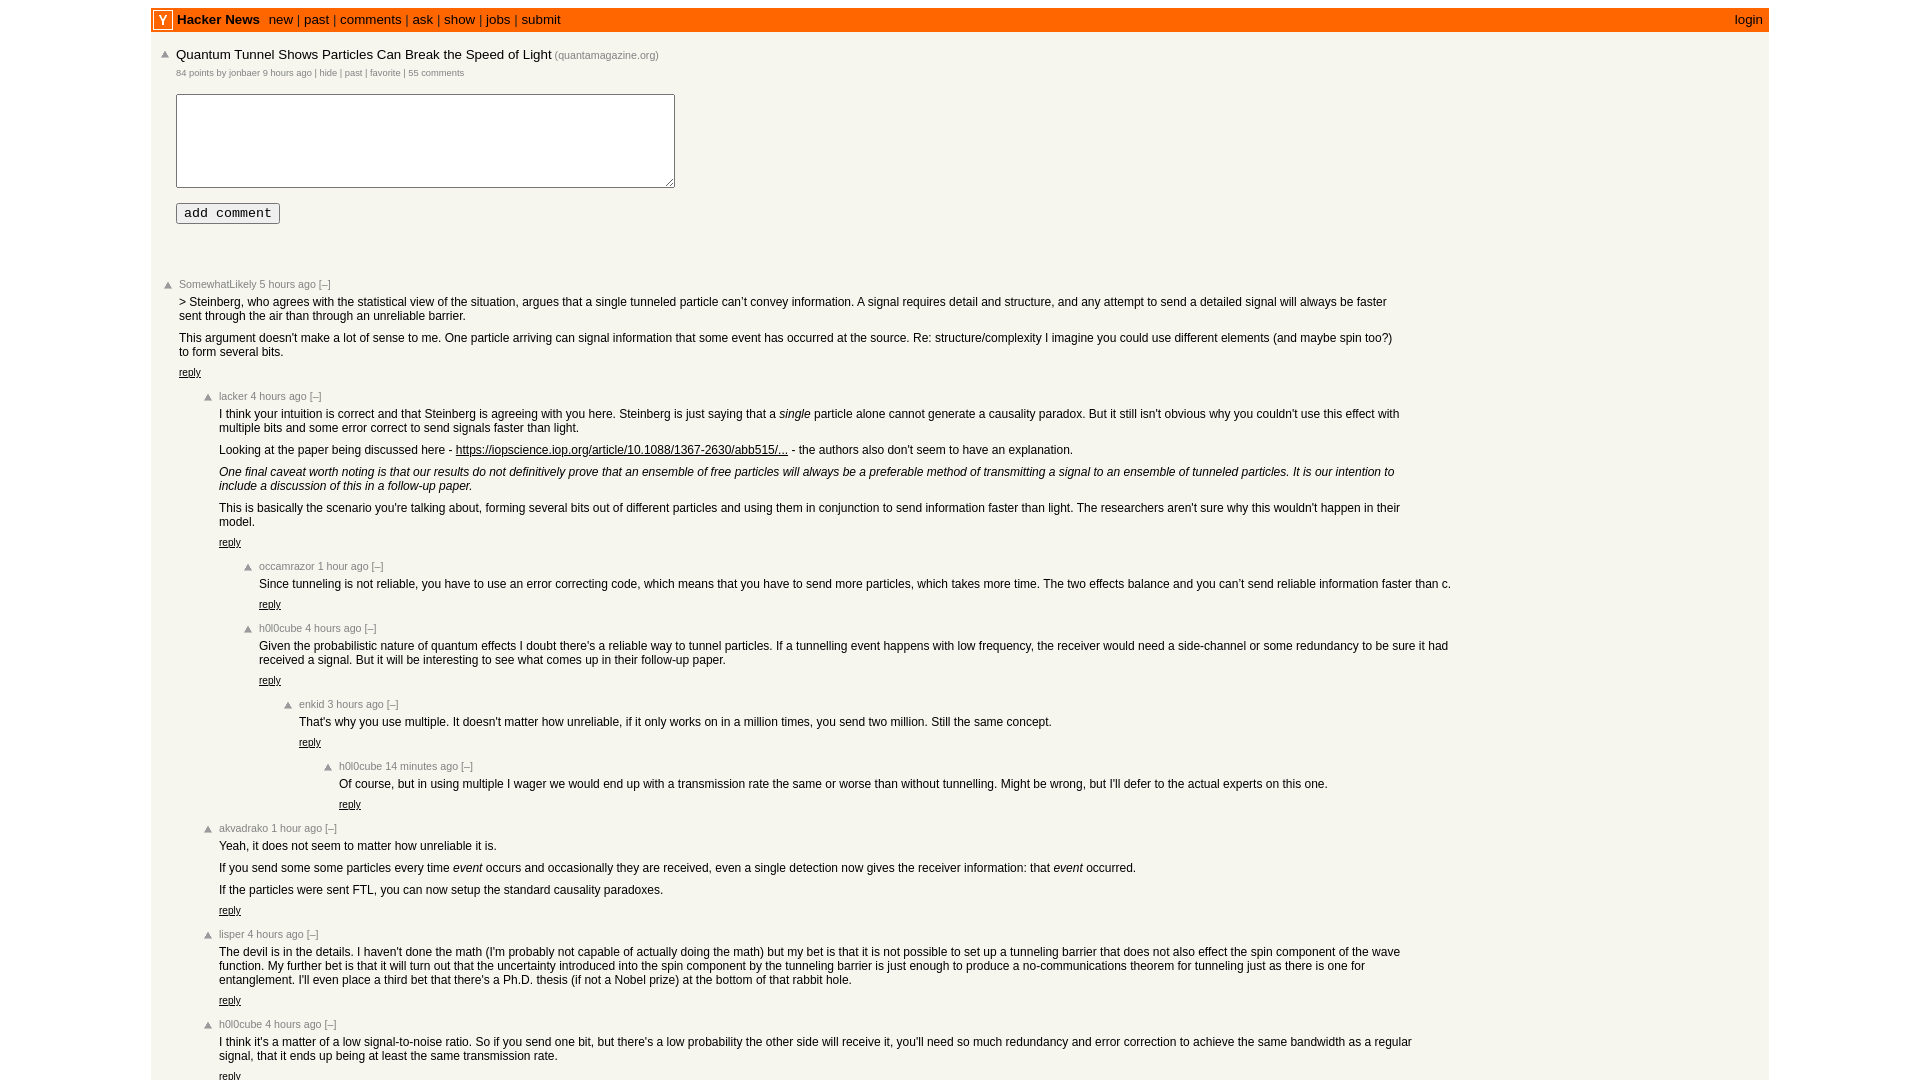 Y Hacker News new | past | comments | ask | show | jobs | submit login
Quantum Tunnel Shows Particles Can Break the Speed of Light (quantamagazine.org)
84 points by jonbaer 9 hours ago | hide | past | favorite | 55 comments
add comment
SomewhatLikely 5 hours ago [–]
> Steinberg, who agrees with the statistical view of the situation, argues that a single tunneled particle can’t convey information. A signal requires detail and structure, and any attempt to send a detailed signal will always be faster
sent through the air than through an unreliable barrier.
This argument doesn't make a lot of sense to me. One particle arriving can signal information that some event has occurred at the source. Re: structure/complexity I imagine you could use different elements (and maybe spin too?)
to form several bits.
reply
lacker 4 hours ago [–]
I think your intuition is correct and that Steinberg is agreeing with you here. Steinberg is just saying that a single particle alone cannot generate a causality paradox. But it still isn't obvious why you couldn't use this effect with
multiple bits and some error correct to send signals faster than light.
Looking at the paper being discussed here - https://iopscience.iop.org/article/10.1088/1367-2630/abb515/... - the authors also don't seem to have an explanation.
One final caveat worth noting is that our results do not definitively prove that an ensemble of free particles will always be a preferable method of transmitting a signal to an ensemble of tunneled particles. It is our intention to
include a discussion of this in a follow-up paper.
This is basically the scenario you're talking about, forming several bits out of different particles and using them in conjunction to send information faster than light. The researchers aren't sure why this wouldn't happen in their
model.
reply
occamrazor 1 hour ago [–]
Since tunneling is not reliable, you have to use an error correcting code, which means that you have to send more particles, which takes more time. The two effects balance and you can’t send reliable information faster than c.
reply
h0l0cube 4 hours ago [–]
Given the probabilistic nature of quantum effects I doubt there's a reliable way to tunnel particles. If a tunnelling event happens with low frequency, the receiver would need a side-channel or some redundancy to be sure it had
received a signal. But it will be interesting to see what comes up in their follow-up paper.
reply
enkid 3 hours ago [–]
That's why you use multiple. It doesn't matter how unreliable, if it only works on in a million times, you send two million. Still the same concept.
reply
h0l0cube 14 minutes ago [–]
Of course, but in using multiple I wager we would end up with a transmission rate the same or worse than without tunnelling. Might be wrong, but I'll defer to the actual experts on this one.
reply
akvadrako 1 hour ago [–]
Yeah, it does not seem to matter how unreliable it is.
If you send some some particles every time event occurs and occasionally they are received, even a single detection now gives the receiver information: that event occurred.
If the particles were sent FTL, you can now setup the standard causality paradoxes.
reply
lisper 4 hours ago [–]
The devil is in the details. I haven't done the math (I'm probably not capable of actually doing the math) but my bet is that it is not possible to set up a tunneling barrier that does not also effect the spin component of the wave
function. My further bet is that it will turn out that the uncertainty introduced into the spin component by the tunneling barrier is just enough to produce a no-communications theorem for tunneling just as there is one for
entanglement. I'll even place a third bet that there's a Ph.D. thesis (if not a Nobel prize) at the bottom of that rabbit hole.
reply
h0l0cube 4 hours ago [–]
I think it's a matter of a low signal-to-noise ratio. So if you send one bit, but there's a low probability the other side will receive it, you'll need so much redundancy and error correction to achieve the same bandwidth as a regular
signal, that it ends up being at least the same transmission rate.
reply